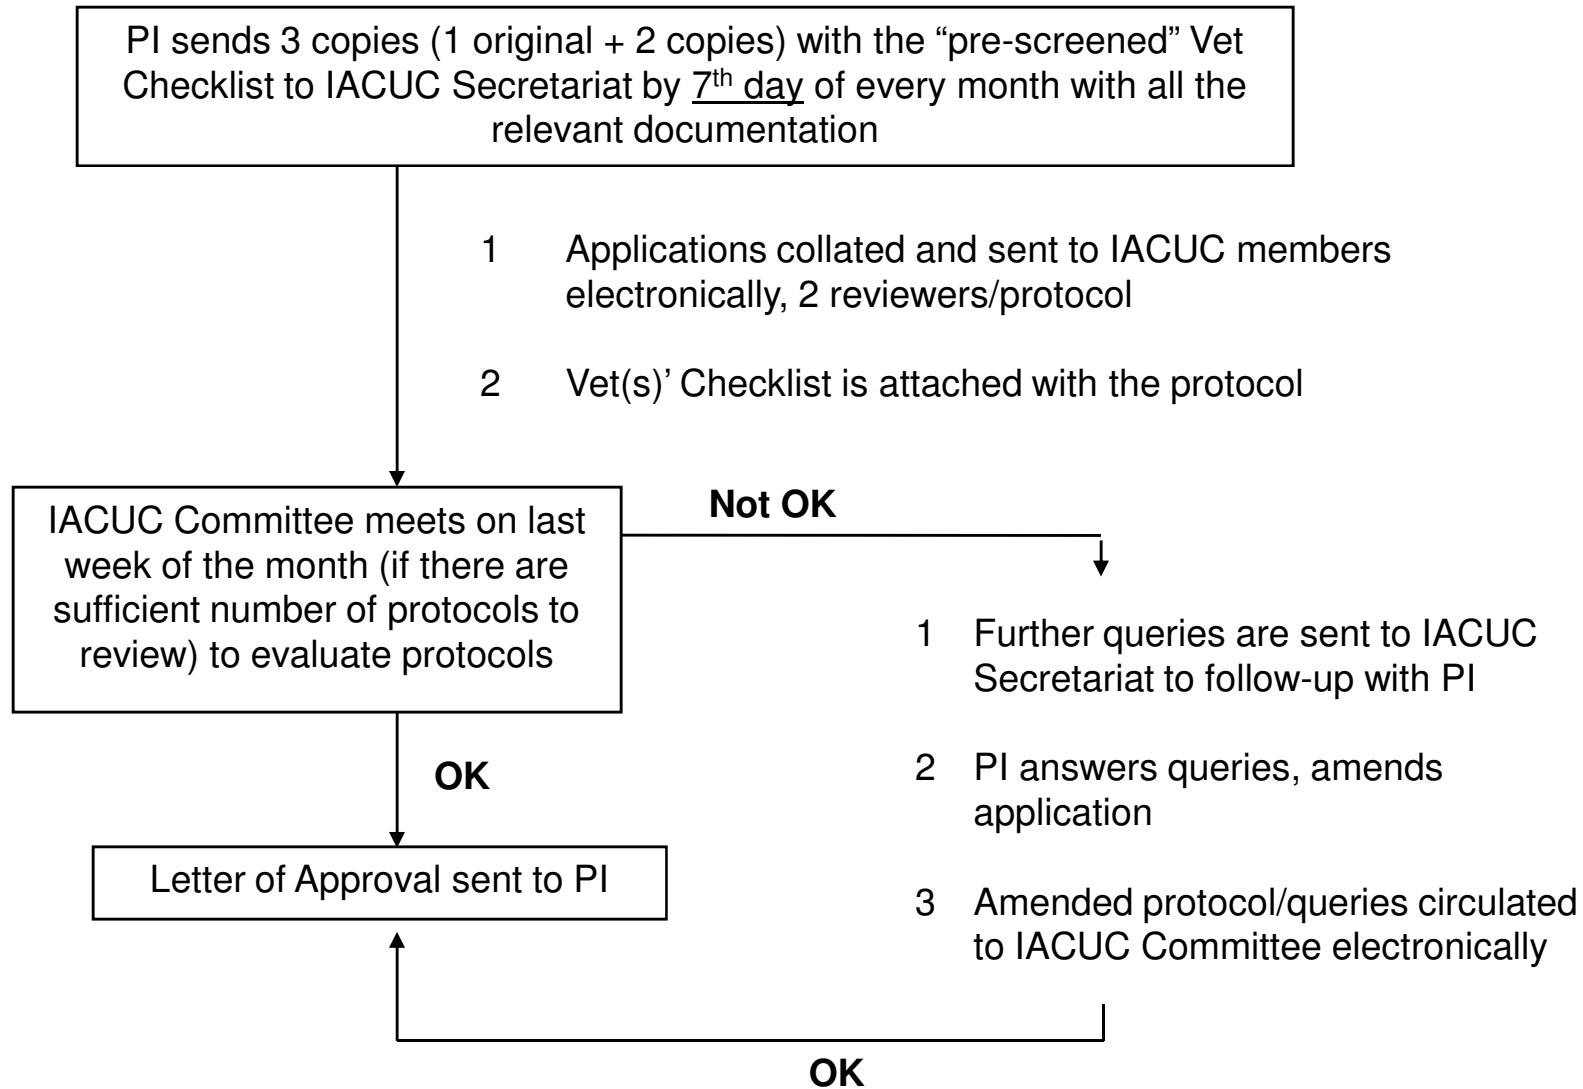 PI sends 3 copies (1 original + 2 copies) with the “pre-screened” Vet
Checklist to IACUC Secretariat by 7th day of every month with all the
relevant documentation
1 Applications collated and sent to IACUC members
electronically, 2 reviewers/protocol
2 Vet(s)’ Checklist is attached with the protocol
IACUC Committee meets on last
week of the month (if there are
sufficient number of protocols to
review) to evaluate protocols
Not OK
1 Further queries are sent to IACUC
Secretariat to follow-up with PI
2 PI answers queries, amends
application
3 Amended protocol/queries circulated
to IACUC Committee electronically
OK
Letter of Approval sent to PI
OK